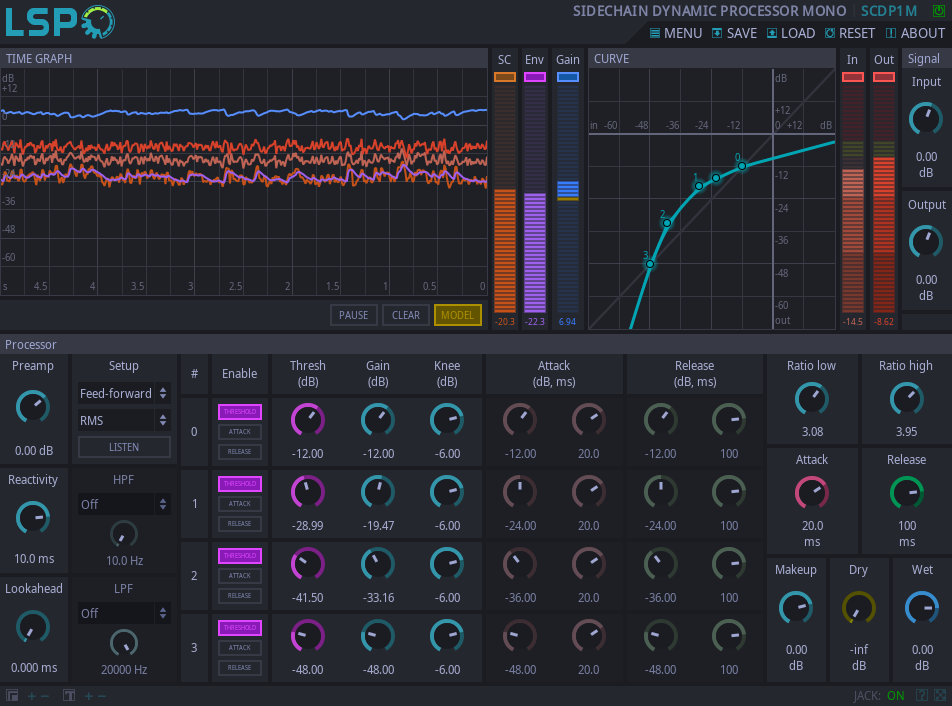 LSP
SIDECHAIN DYNAMIC PROCESSOR MONO SCDP1M
MENU SAVE LOAD RESET ABOUT
TIME GRAPH
SC Env Gain
CURVE
In Out
Signal
dB
+12
0
-36
-48
-60
s 4.5 4 3.5 3 2.5 2 1.5 1 0.5 0
PAUSE CLEAR MODEL
-20.3 -22.3 6.94
dB
+12
in -60 -48 -36 -24 -12 0 +12 dB
-12
-24
-36
-48
-60
out
0
1
2
3
-14.5 -8.62
Input
0.00
dB
Output
0.00
dB
Processor
Preamp
0.00 dB
Reactivity
10.0 ms
Lookahead
0.000 ms
Setup
Feed-forward
RMS
LISTEN
HPF
Off
10.0 Hz
LPF
Off
20000 Hz
# Enable Thresh (dB) Gain (dB) Knee (dB) Attack (dB, ms) Release (dB, ms)
0 THRESHOLD ATTACK RELEASE
-12.00 -12.00 -6.00 -12.00 20.0 -12.00 100
1 THRESHOLD ATTACK RELEASE
-28.99 -19.47 -6.00 -24.00 20.0 -24.00 100
2 THRESHOLD ATTACK RELEASE
-41.50 -33.16 -6.00 -36.00 20.0 -36.00 100
3 THRESHOLD ATTACK RELEASE
-48.00 -48.00 -6.00 -48.00 20.0 -48.00 100
Ratio low Ratio high
3.08 3.95
Attack Release
20.0 100
ms ms
Makeup Dry Wet
0.00 -inf 0.00
dB dB dB
JACK: ON